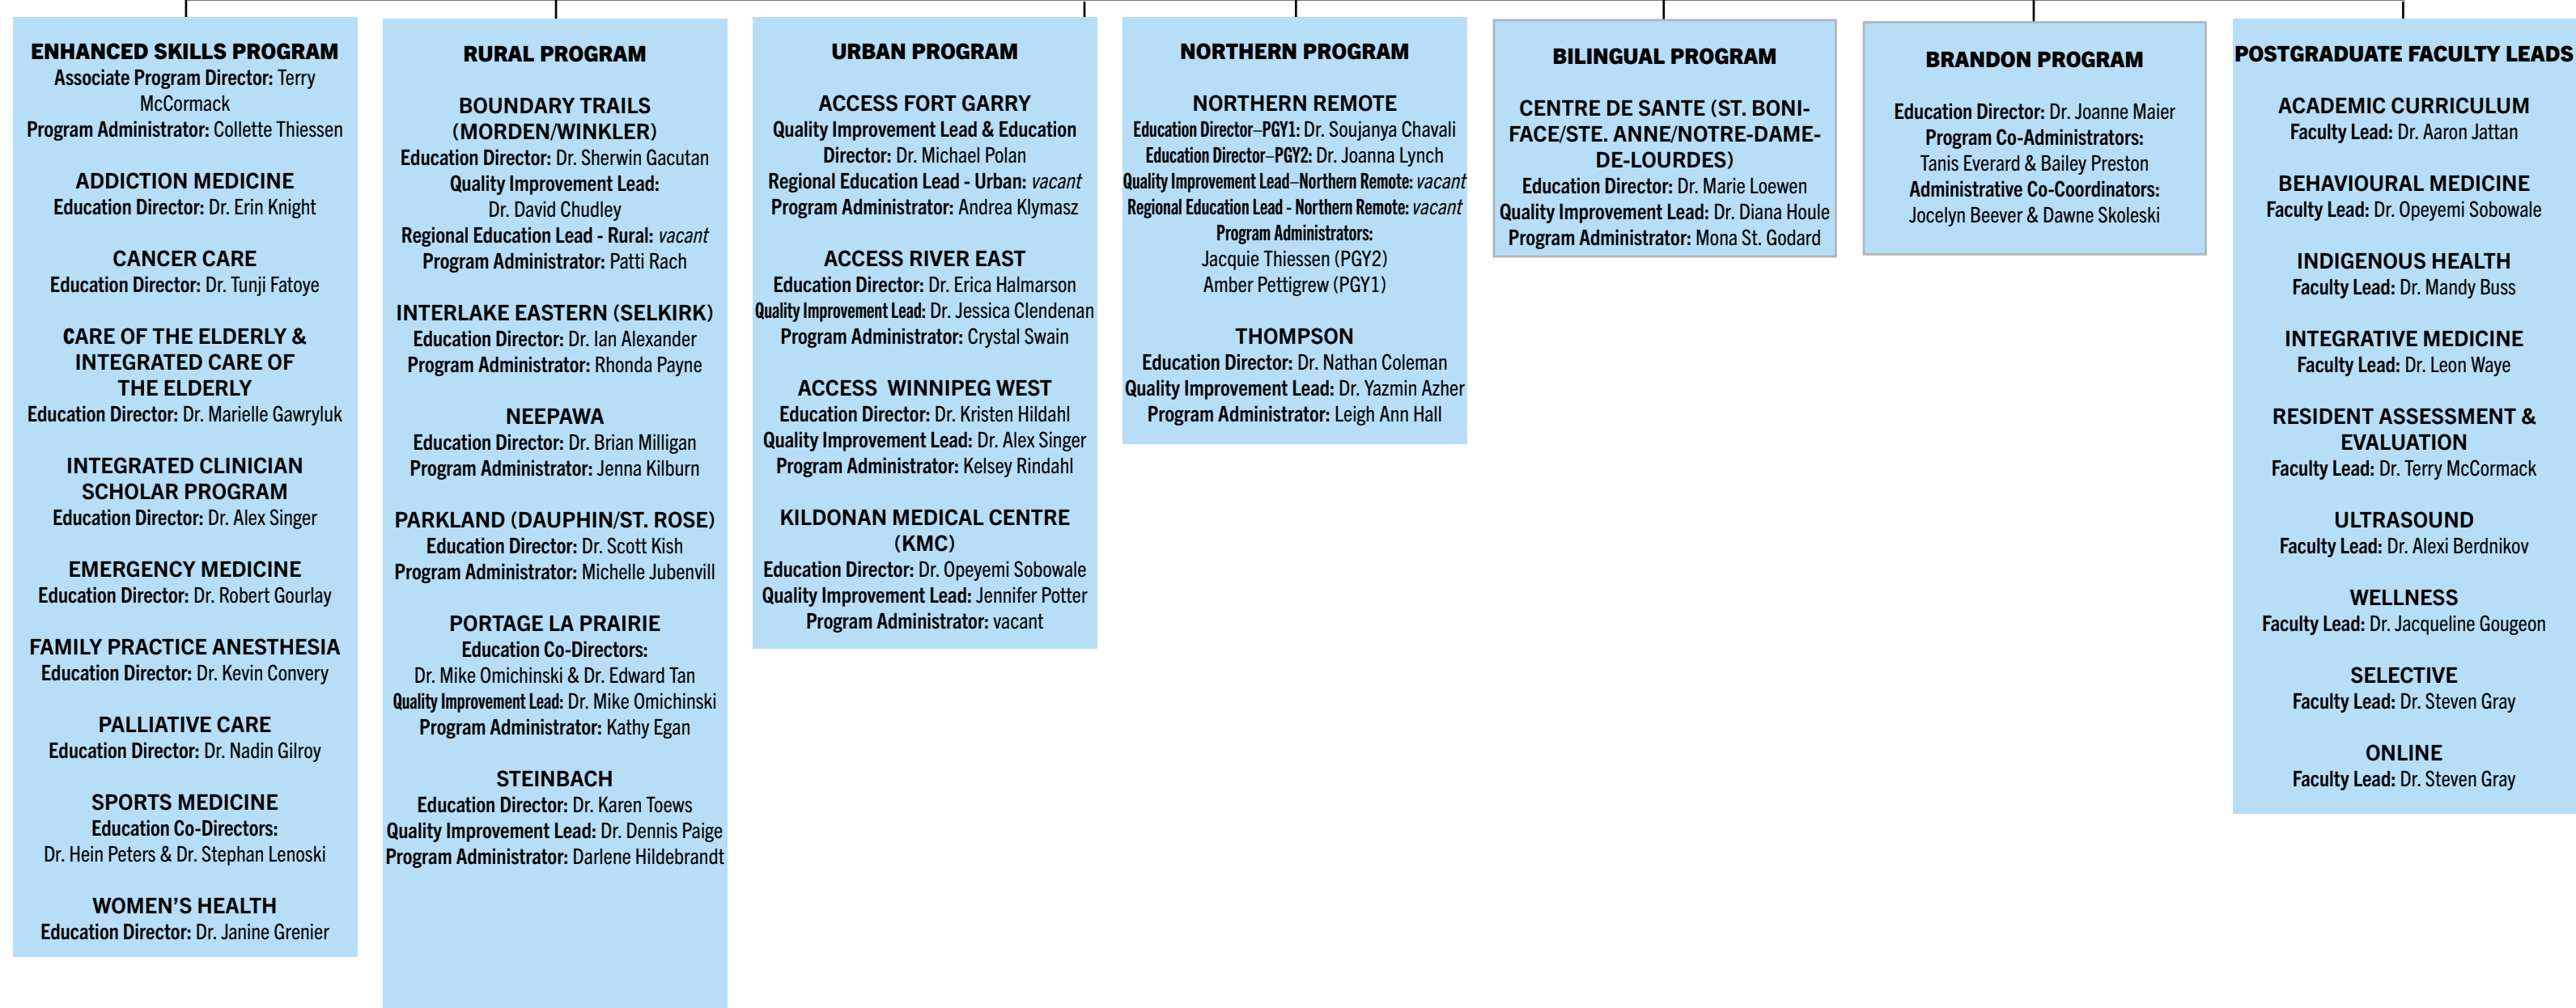 ENHANCED SKILLS PROGRAM
Associate Program Director: Terry
McCormack
Program Administrator: Collette Thiessen
ADDICTION MEDICINE
Education Director: Dr. Erin Knight
CANCER CARE
Education Director: Dr. Tunji Fatoye
CARE OF THE ELDERLY &
INTEGRATED CARE OF
THE ELDERLY
Education Director: Dr. Marielle Gawryluk
INTEGRATED CLINICIAN
SCHOLAR PROGRAM
Education Director: Dr. Alex Singer
EMERGENCY MEDICINE
Education Director: Dr. Robert Gourlay
FAMILY PRACTICE ANESTHESIA
Education Director: Dr. Kevin Convery
PALLIATIVE CARE
Education Director: Dr. Nadin Gilroy
SPORTS MEDICINE
Education Co-Directors:
Dr. Hein Peters & Dr. Stephan Lenoski
WOMEN'S HEALTH
Education Director: Dr. Janine Grenier
RURAL PROGRAM
BOUNDARY TRAILS
(MORDEN/WINKLER)
Education Director: Dr. Sherwin Gacutan
Quality Improvement Lead:
Dr. David Chudley
Regional Education Lead - Rural: vacant
Program Administrator: Patti Rach
INTERLAKE EASTERN (SELKIRK)
Education Director: Dr. Ian Alexander
Program Administrator: Rhonda Payne
NEEPAWA
Education Director: Dr. Brian Milligan
Program Administrator: Jenna Kilburn
PARKLAND (DAUPHIN/ST. ROSE)
Education Director: Dr. Scott Kish
Program Administrator: Michelle Jubenvill
PORTAGE LA PRAIRIE
Education Co-Directors:
Dr. Mike Omichinski & Dr. Edward Tan
Quality Improvement Lead: Dr. Mike Omichinski
Program Administrator: Kathy Egan
STEINBACH
Education Director: Dr. Karen Toews
Quality Improvement Lead: Dr. Dennis Paige
Program Administrator: Darlene Hildebrandt
URBAN PROGRAM
ACCESS FORT GARRY
Quality Improvement Lead & Education
Director: Dr. Michael Polan
Regional Education Lead - Urban: vacant
Program Administrator: Andrea Klymasz
ACCESS RIVER EAST
Education Director: Dr. Erica Halmarson
Quality Improvement Lead: Dr. Jessica Clendenan
Program Administrator: Crystal Swain
ACCESS WINNIPEG WEST
Education Director: Dr. Kristen Hildahl
Quality Improvement Lead: Dr. Alex Singer
Program Administrator: Kelsey Rindahl
KILDONAN MEDICAL CENTRE
(KMC)
Education Director: Dr. Opeyemi Sobowale
Quality Improvement Lead: Jennifer Potter
Program Administrator: vacant
NORTHERN PROGRAM
NORTHERN REMOTE
Education Director–PGY1: Dr. Soujanya Chavali
Education Director–PGY2: Dr. Joanna Lynch
Quality Improvement Lead–Northern Remote: vacant
Regional Education Lead - Northern Remote: vacant
Program Administrators:
Jacquie Thiessen (PGY2)
Amber Pettigrew (PGY1)
THOMPSON
Education Director: Dr. Nathan Coleman
Quality Improvement Lead: Dr. Yazmin Azher
Program Administrator: Leigh Ann Hall
BILINGUAL PROGRAM
CENTRE DE SANTE (ST. BONI-
FACE/STE. ANNE/NOTRE-DAME-
DE-LOURDES)
Education Director: Dr. Marie Loewen
Quality Improvement Lead: Dr. Diana Houle
Program Administrator: Mona St. Godard
BRANDON PROGRAM
Education Director: Dr. Joanne Maier
Program Co-Administrators:
Tanis Everard & Bailey Preston
Administrative Co-Coordinators:
Jocelyn Beever & Dawne Skoleski
POSTGRADUATE FACULTY LEADS
ACADEMIC CURRICULUM
Faculty Lead: Dr. Aaron Jattan
BEHAVIOURAL MEDICINE
Faculty Lead: Dr. Opeyemi Sobowale
INDIGENOUS HEALTH
Faculty Lead: Dr. Mandy Buss
INTEGRATIVE MEDICINE
Faculty Lead: Dr. Leon Waye
RESIDENT ASSESSMENT &
EVALUATION
Faculty Lead: Dr. Terry McCormack
ULTRASOUND
Faculty Lead: Dr. Alexi Berdnikov
WELLNESS
Faculty Lead: Dr. Jacqueline Gougeon
SELECTIVE
Faculty Lead: Dr. Steven Gray
ONLINE
Faculty Lead: Dr. Steven Gray